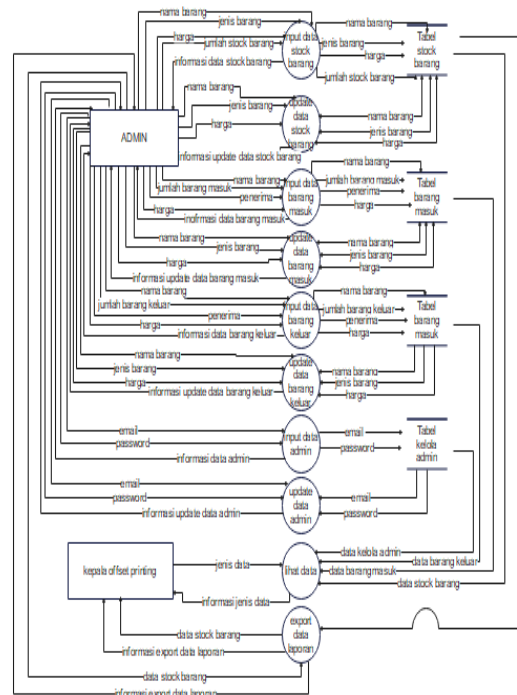 nama barang
jenis barang
harga
jumlah stock barang
informasi stock barang
input data
stock
barang
nama barang
jenis barang
harga
jumlah stock barang
Tabel
stock
barang
ADMIN
nama barang
jenis barang
harga
informasi update data stock barang
update
data
stock
barang
nama barang
jenis barang
harga
nama barang
jumlah barang masuk
penerima
harga
inofrmasi data barang masuk
input data
barang
masuk
nama barang
jumlah barang masuk
penerima
harga
Tabel
barang
masuk
nama barang
jenis barang
harga
informasi update data barang masuk
update
data
barang
masuk
nama barang
jenis barang
harga
nama barang
jumlah barang keluar
penerima
harga
informasi data barang keluar
input data
barang
keluar
nama barang
jumlah barang keluar
penerima
harga
Tabel
barang
masuk
nama barang
jenis barang
harga
informasi update data barang keluar
update
data
barang
keluar
nama barang
jenis barang
harga
email
password
informasi data admin
input data
admin
email
password
Tabel
kelola
admin
email
password
informasi update data admin
update
data
admin
email
password
kepala offset printing
jenis data
informasi jenis data
lihat data
data kelola admin
data barang keluar
data barang masuk
data stock barang
data stock barang
informasi export data laporan
export
data
laporan
data stock barang
informasi export data laporan